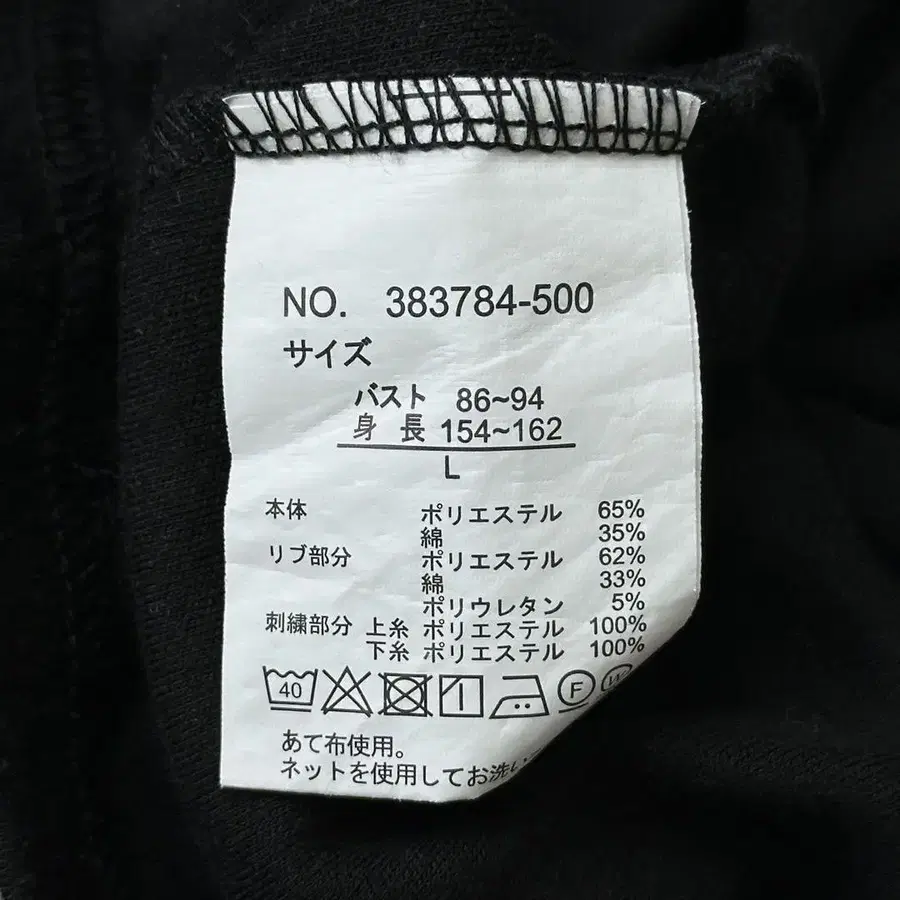 NO. 383784-500
サイズ
バスト 86~94
身長 154~162
L
本体 ポリエステル 65%
綿 35%
リブ部分 ポリエステル 62%
綿 33%
ポリウレタン 5%
刺繍部分 上糸 ポリエステル 100%
下糸 ポリエステル 100%
40 F W
あて布使用。
ネットを使用してお洗い